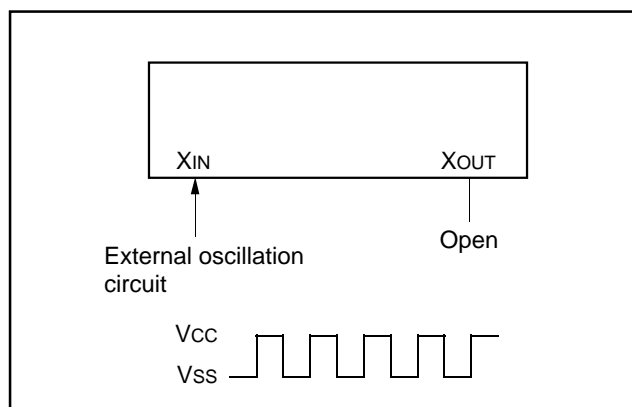 XIN XOUT
External oscillation
circuit
Open
VCC
VSS